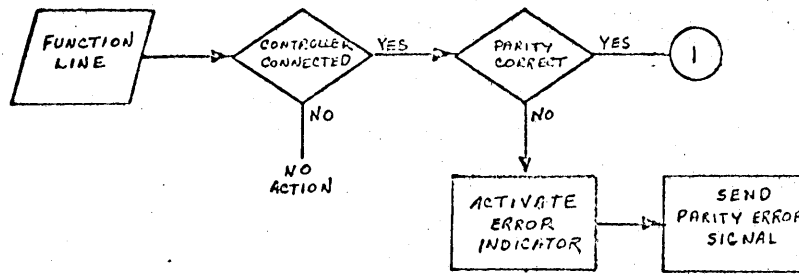 FUNCTION
LINE
CONTROLLER
CONNECTED
YES
PARITY
CORRECT
YES
1
NO
NO
ACTION
NO
ACTIVATE
ERROR
INDICATOR
SEND
PARITY ERROR
SIGNAL